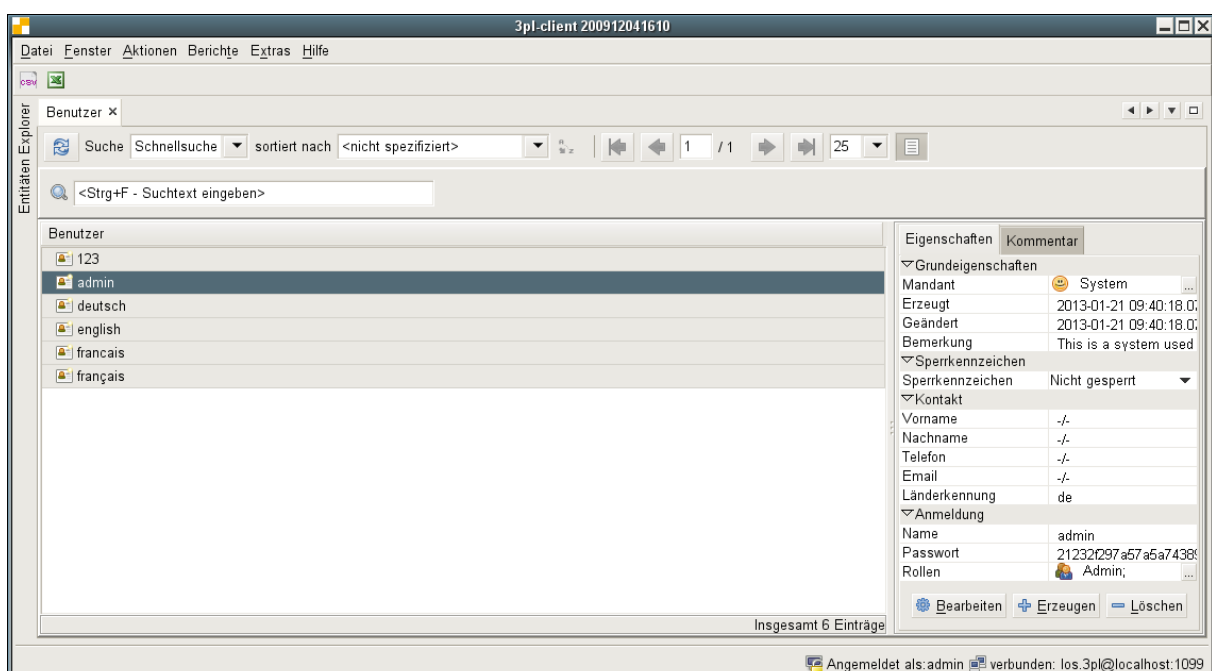 3pl-client 200912041610
Datei Fenster Aktionen Berichte Extras Hilfe
csv
Entitäten Explorer
Benutzer
Suche Schnellsuche sortiert nach <nicht spezifiziert> 1 / 1 25
<Strg+F - Suchtext eingeben>
Benutzer
123
admin
deutsch
english
francais
français
Insgesamt 6 Einträge
Eigenschaften Kommentar
Grundeigenschaften
Mandant System ...
Erzeugt 2013-01-21 09:40:18.0
Geändert 2013-01-21 09:40:18.0
Bemerkung This is a system used
Sperrkennzeichen
Sperrkennzeichen Nicht gesperrt
Kontakt
Vorname -/-
Nachname -/-
Telefon -/-
Email -/-
Länderkennung de
Anmeldung
Name admin
Passwort 21232f297a57a5a7438
Rollen Admin; ...
Bearbeiten Erzeugen Löschen
Angemeldet als:admin verbunden: los.3pl@localhost:1099